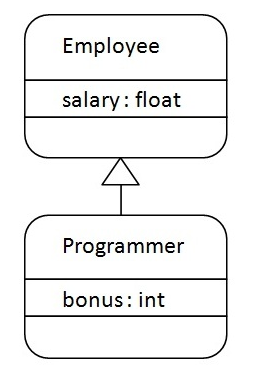 Employee
salary : float
Programmer
bonus : int